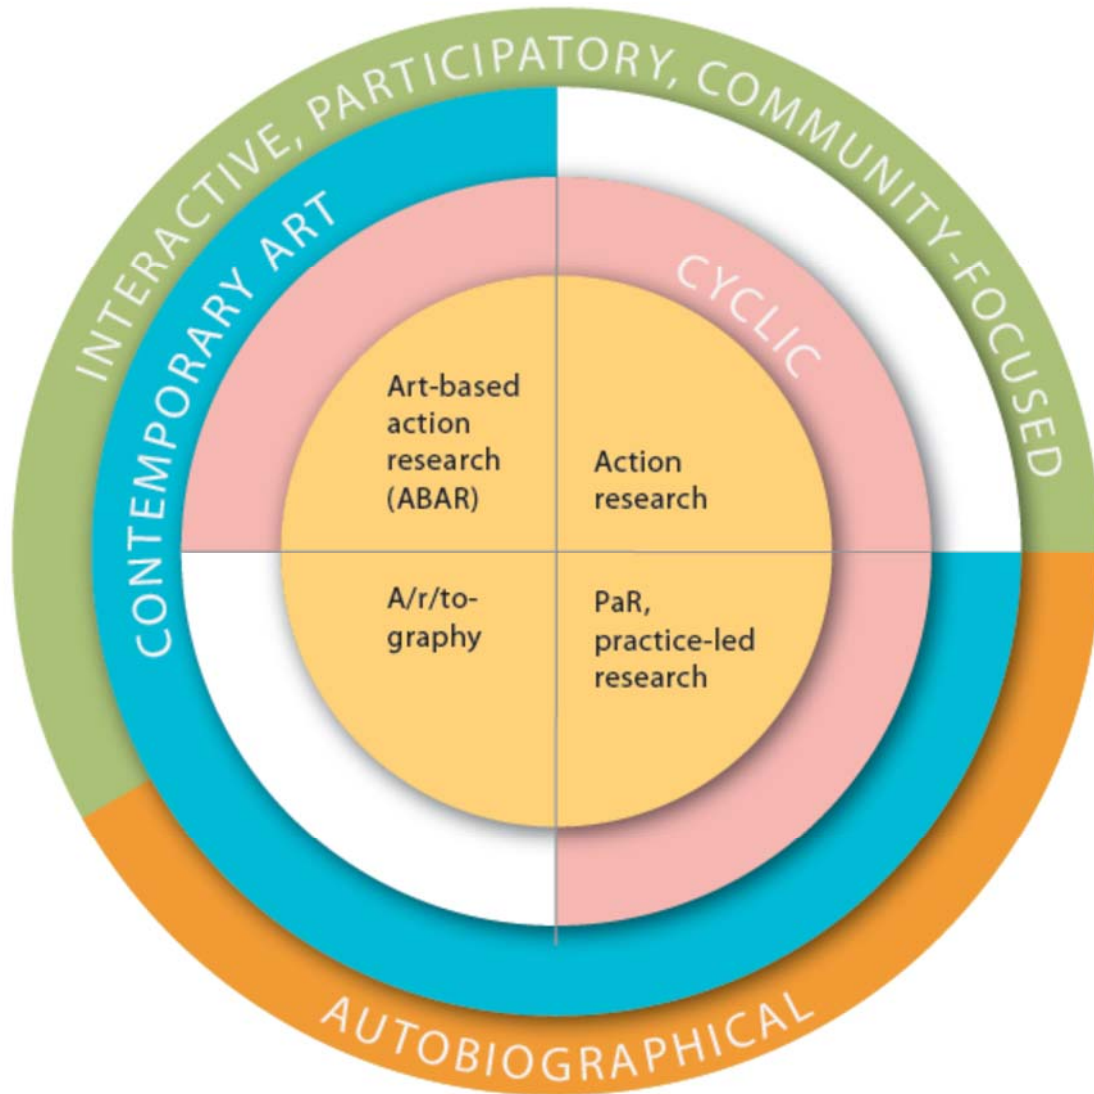 INTERACTIVE, PARTICIPATORY, COMMUNITY-FOCUSED
CONTEMPORARY ART
CYCLIC
Art-based
action
research
(ABAR)
Action
research
A/r/to-
graphy
PaR,
practice-led
research
AUTOBIOGRAPHICAL